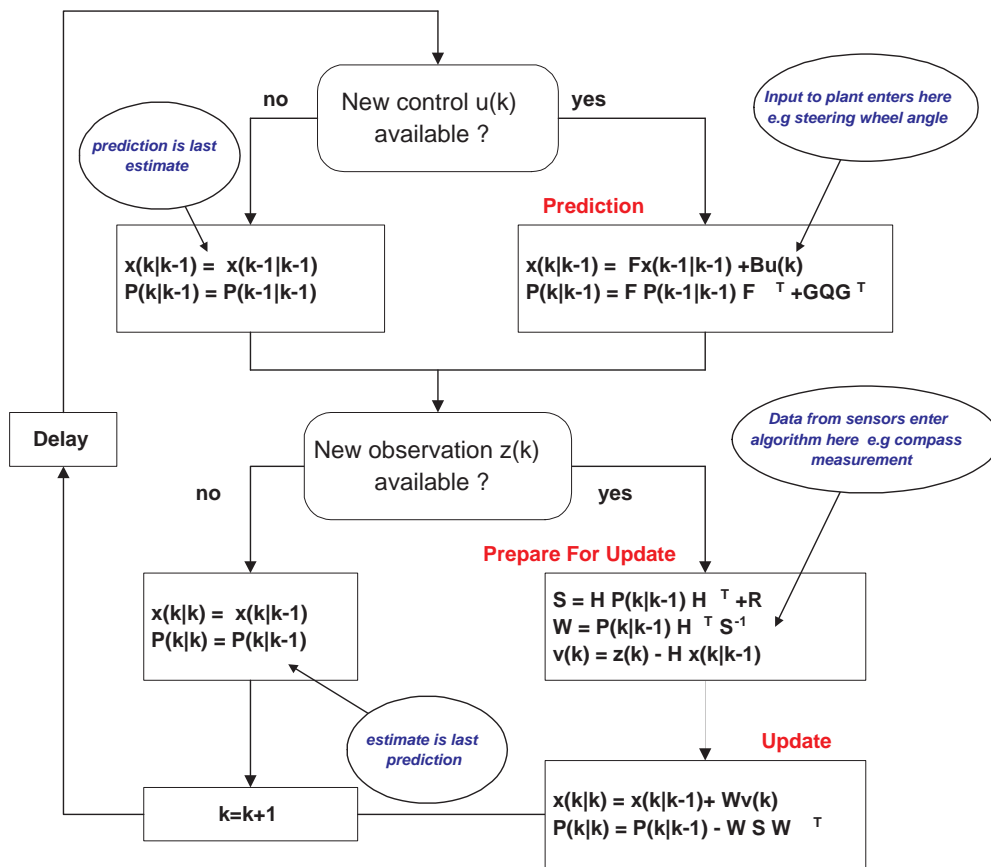 New control u(k)
available ?
no
yes
Input to plant enters here
e.g steering wheel angle
prediction is last
estimate
Prediction
x(k|k-1) =  x(k-1|k-1)
P(k|k-1) = P(k-1|k-1)
x(k|k-1) =  Fx(k-1|k-1) +Bu(k)
P(k|k-1) = F P(k-1|k-1) F ᵀ +GQG ᵀ
Delay
New observation z(k)
available ?
Data from sensors enter
algorithm here  e.g compass
measurement
no
yes
Prepare For Update
x(k|k) =  x(k|k-1)
P(k|k) = P(k|k-1)
S = H P(k|k-1) H ᵀ +R
W = P(k|k-1) H ᵀ S⁻¹
v(k) = z(k) - H x(k|k-1)
estimate is last
prediction
Update
k=k+1
x(k|k) = x(k|k-1)+ Wv(k)
P(k|k) = P(k|k-1) - W S W ᵀ